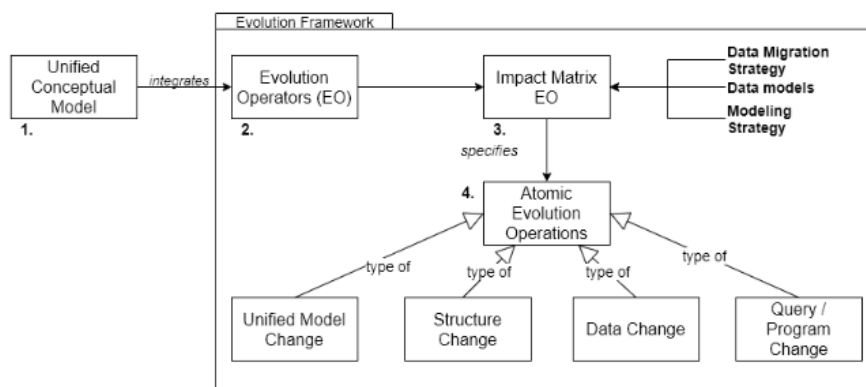 Evolution Framework
Unified
Conceptual
Model
1.
integrates
Evolution
Operators (EO)
2.
Impact Matrix
EO
3.
Data Migration
Strategy
Data models
Modeling
Strategy
specifies
4.
Atomic
Evolution
Operations
type of
type of
type of
type of
Unified Model
Change
Structure
Change
Data Change
Query /
Program
Change